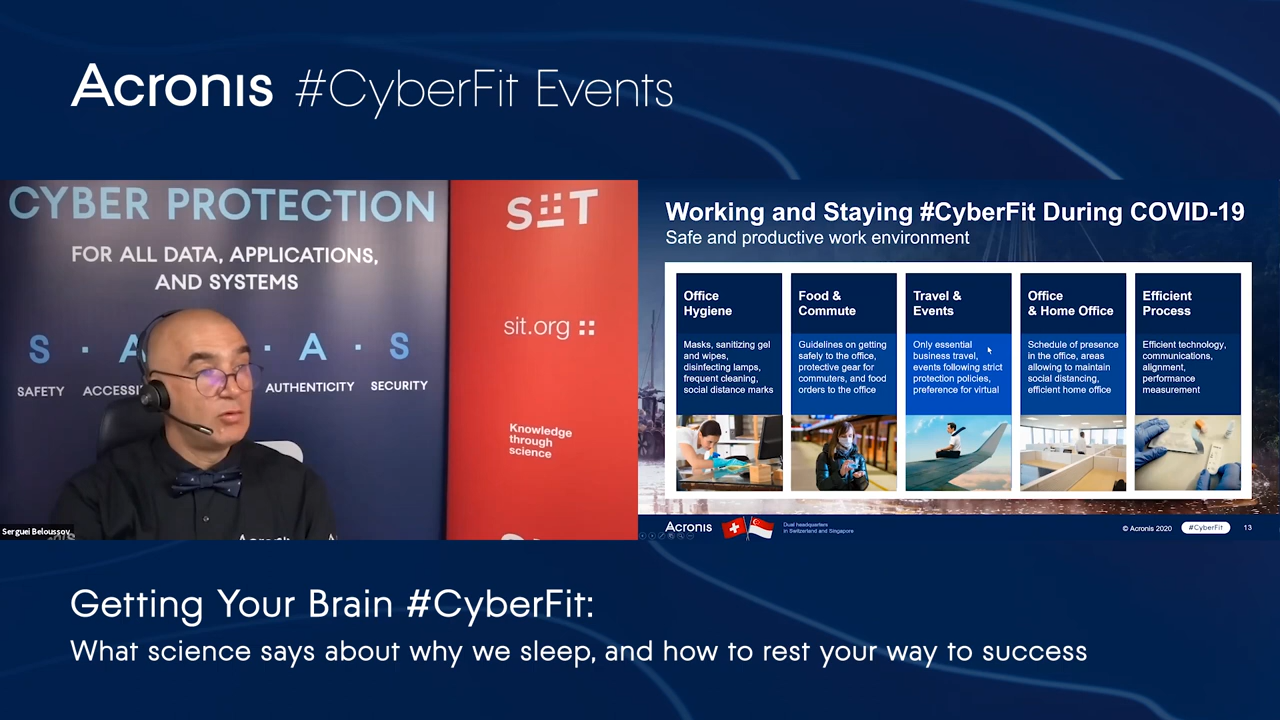 Acronis #CyberFit Events
CYBER PROTECTION
FOR ALL DATA, APPLICATIONS,
AND SYSTEMS
S · A · A · S
SAFETY ACCESSI AUTHENTICITY SECURITY
Serguei Beloussov
SIT
sit.org
Knowledge
through
science
Working and Staying #CyberFit During COVID-19
Safe and productive work environment
Office
Hygiene
Masks, sanitizing gel
and wipes,
disinfecting lamps,
frequent cleaning,
social distance marks
Food &
Commute
Guidelines on getting
safely to the office,
protective gear for
commuters, and food
orders to the office
Travel &
Events
Only essential
business travel,
events following strict
protection policies,
preference for virtual
Office
& Home Office
Schedule of presence
in the office, areas
allowing to maintain
social distancing,
efficient home office
Efficient
Process
Efficient technology,
communications,
alignment,
performance
measurement
Acronis
Dual headquarters
in Switzerland and Singapore
© Acronis 2020
#CyberFit
13
Getting Your Brain #CyberFit:
What science says about why we sleep, and how to rest your way to success